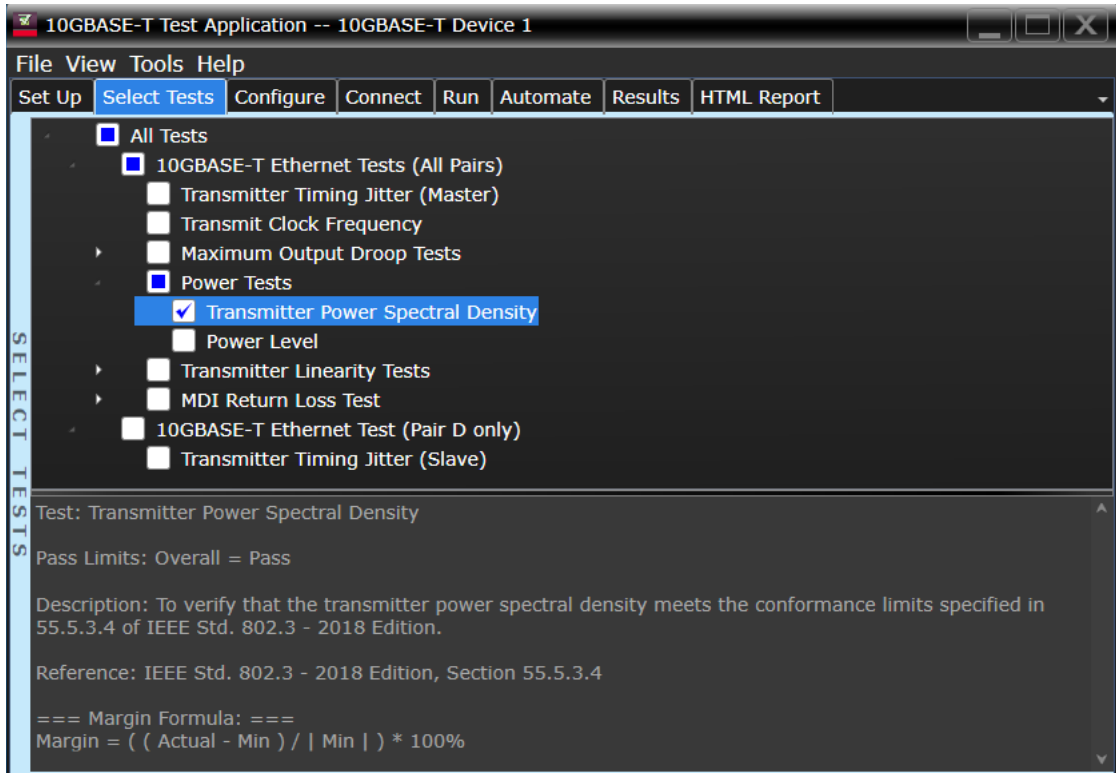 10GBASE-T Test Application -- 10GBASE-T Device 1
File View Tools Help
Set Up Select Tests Configure Connect Run Automate Results HTML Report
SELECT TESTS
All Tests
10GBASE-T Ethernet Tests (All Pairs)
Transmitter Timing Jitter (Master)
Transmit Clock Frequency
Maximum Output Droop Tests
Power Tests
Transmitter Power Spectral Density
Power Level
Transmitter Linearity Tests
MDI Return Loss Test
10GBASE-T Ethernet Test (Pair D only)
Transmitter Timing Jitter (Slave)
Test: Transmitter Power Spectral Density
Pass Limits: Overall = Pass
Description: To verify that the transmitter power spectral density meets the conformance limits specified in
55.5.3.4 of IEEE Std. 802.3 - 2018 Edition.
Reference: IEEE Std. 802.3 - 2018 Edition, Section 55.5.3.4
=== Margin Formula: ===
Margin = ( ( Actual - Min ) / | Min | ) * 100%